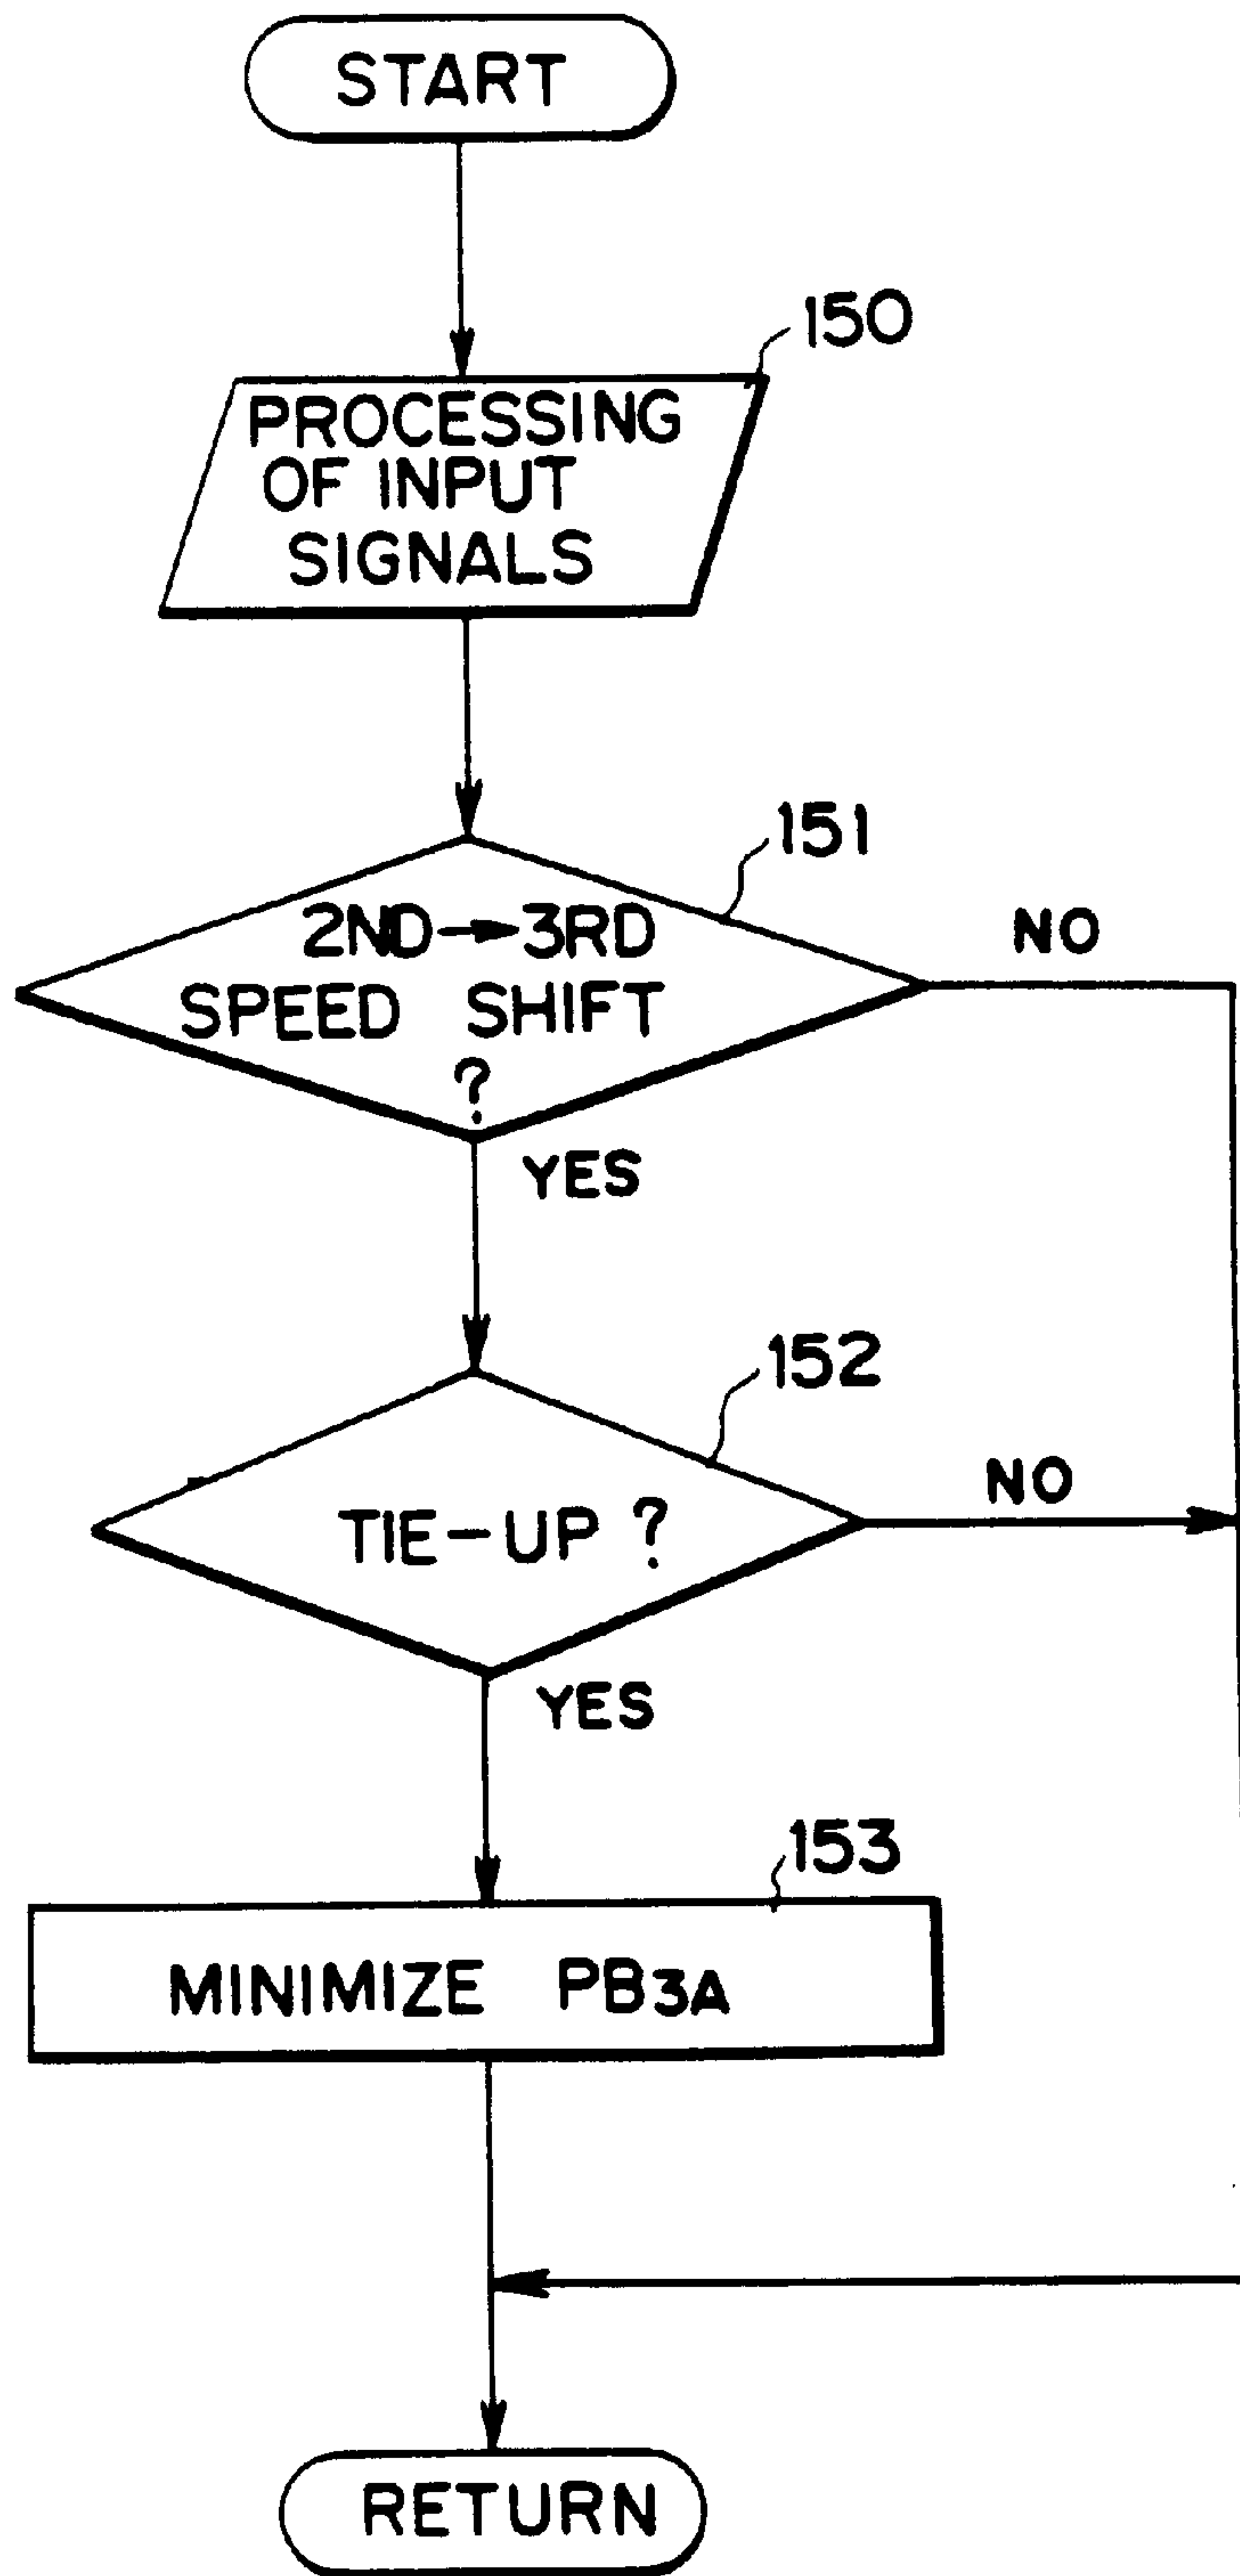 START
150
PROCESSING
OF INPUT
SIGNALS
151
2ND→3RD
SPEED SHIFT
?
NO
YES
152
TIE-UP ?
NO
YES
153
MINIMIZE PB3A
RETURN